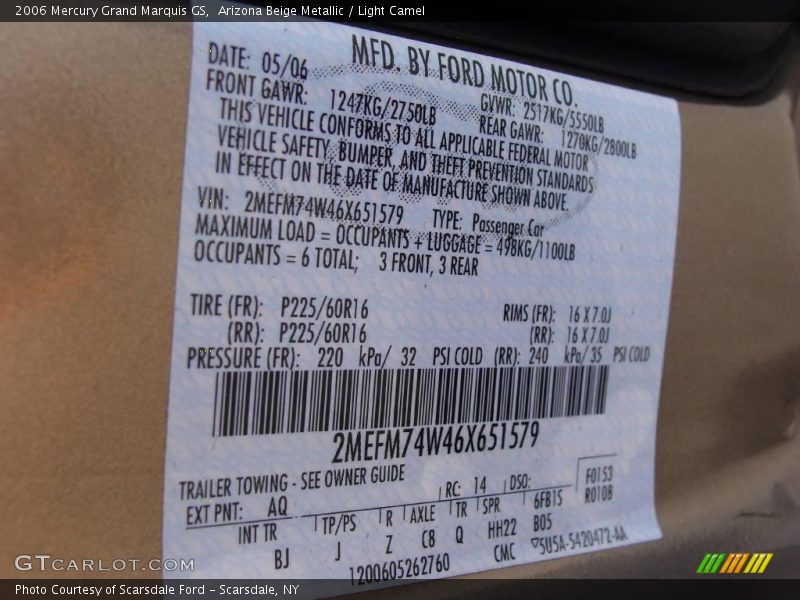 2006 Mercury Grand Marquis GS, Arizona Beige Metallic / Light Camel
MFD. BY FORD MOTOR CO.
DATE: 05/06 GVWR: 2517KG/5550LB
FRONT GAWR: 1247KG/2750LB REAR GAWR: 1270KG/2800LB
THIS VEHICLE CONFORMS TO ALL APPLICABLE FEDERAL MOTOR
VEHICLE SAFETY, BUMPER, AND THEFT PREVENTION STANDARDS
IN EFFECT ON THE DATE OF MANUFACTURE SHOWN ABOVE.
VIN: 2MEFM74W46X651579 TYPE: Passenger Car
MAXIMUM LOAD = OCCUPANTS + LUGGAGE = 498KG/1100LB
OCCUPANTS = 6 TOTAL; 3 FRONT, 3 REAR
TIRE (FR): P225/60R16 RIMS (FR): 16 X 7.0J
(RR): P225/60R16 (RR): 16 X 7.0J
PRESSURE (FR): 220 kPa/ 32 PSI COLD (RR): 240 kPa/ 35 PSI COLD
2MEFM74W46X651579
TRAILER TOWING - SEE OWNER GUIDE
EXT PNT: AQ RC: 14 DSO: F0153
R0108
INT TR TP/PS R AXLE TR SPR 6FB15
BJ J Z C8 Q HH22 B05
1200605262760 CMC 5U5A-5420472-AA
GTCARLOT.COM
Photo Courtesy of Scarsdale Ford - Scarsdale, NY